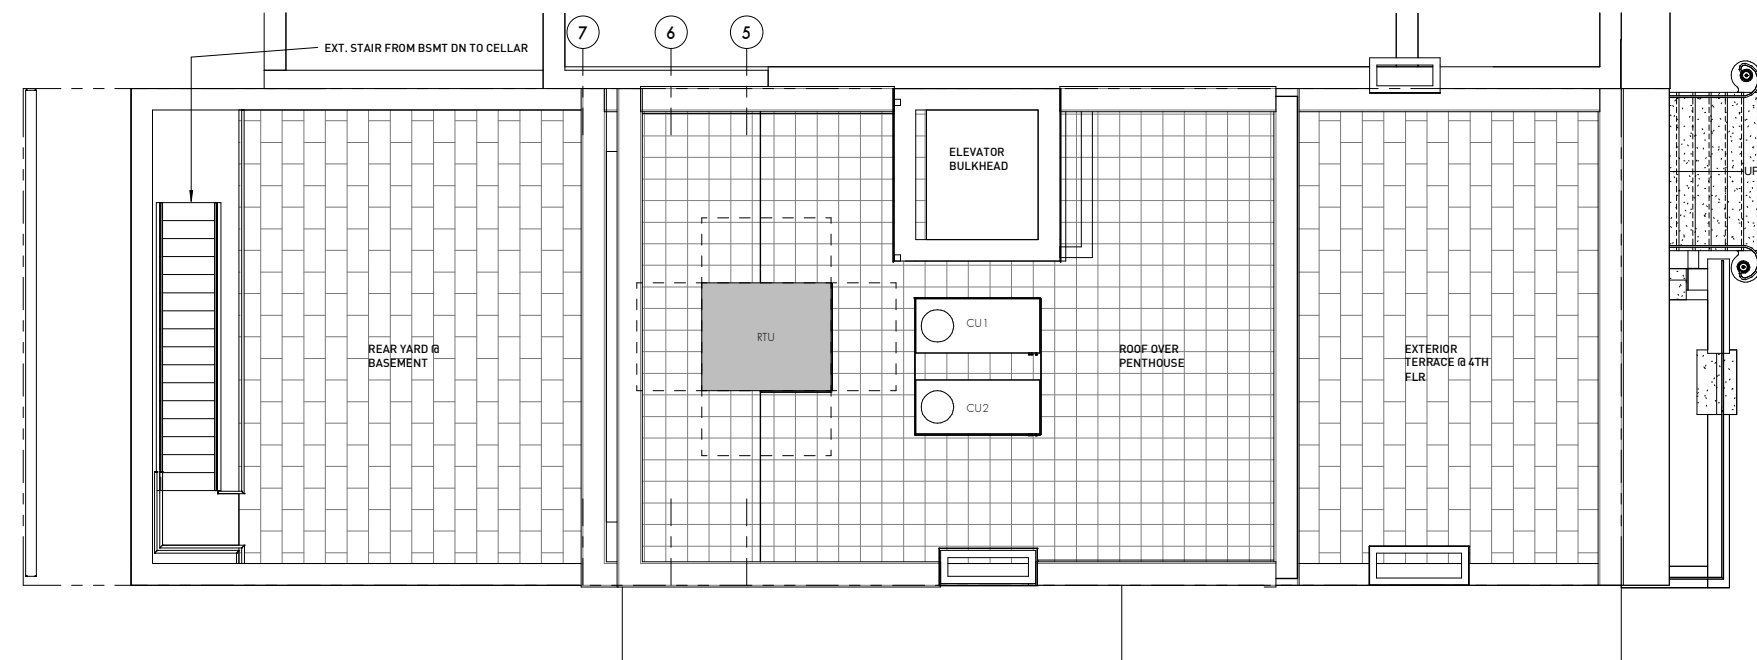 EXT. STAIR FROM BSMT DN TO CELLAR
7
6
5
ELEVATOR
BULKHEAD
UP
RTU
CU1
CU2
REAR YARD @
BASEMENT
ROOF OVER
PENTHOUSE
EXTERIOR
TERRACE @ 4TH
FLR